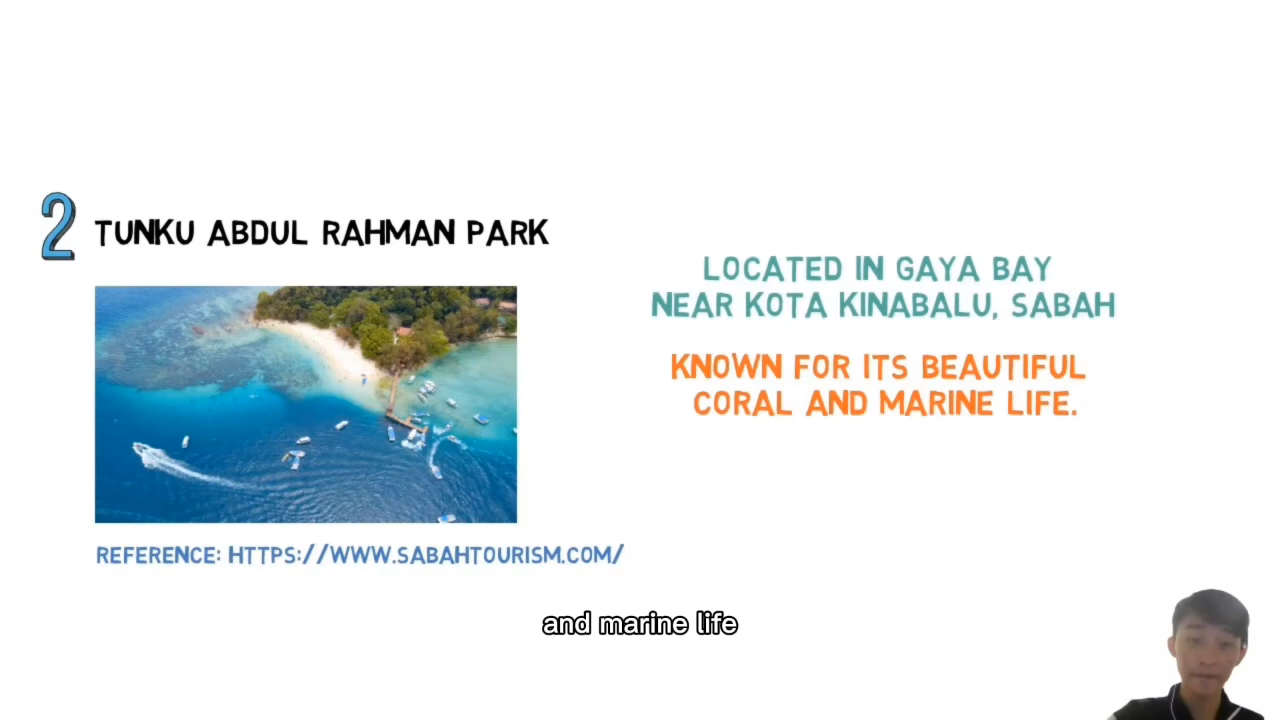 2 TUNKU ABDUL RAHMAN PARK
LOCATED IN GAYA BAY
NEAR KOTA KINABALU, SABAH
KNOWN FOR ITS BEAUTIFUL
CORAL AND MARINE LIFE.
REFERENCE: HTTPS://WWW.SABAHTOURISM.COM/
and marine life